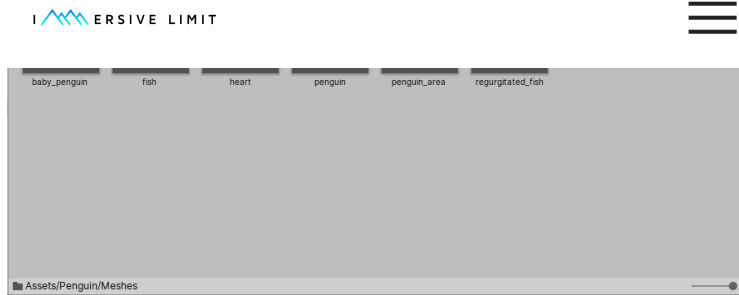 IMMERSIVE LIMIT
baby_penguin fish heart penguin penguin_area regurgitated_fish
Assets/Penguin/Meshes